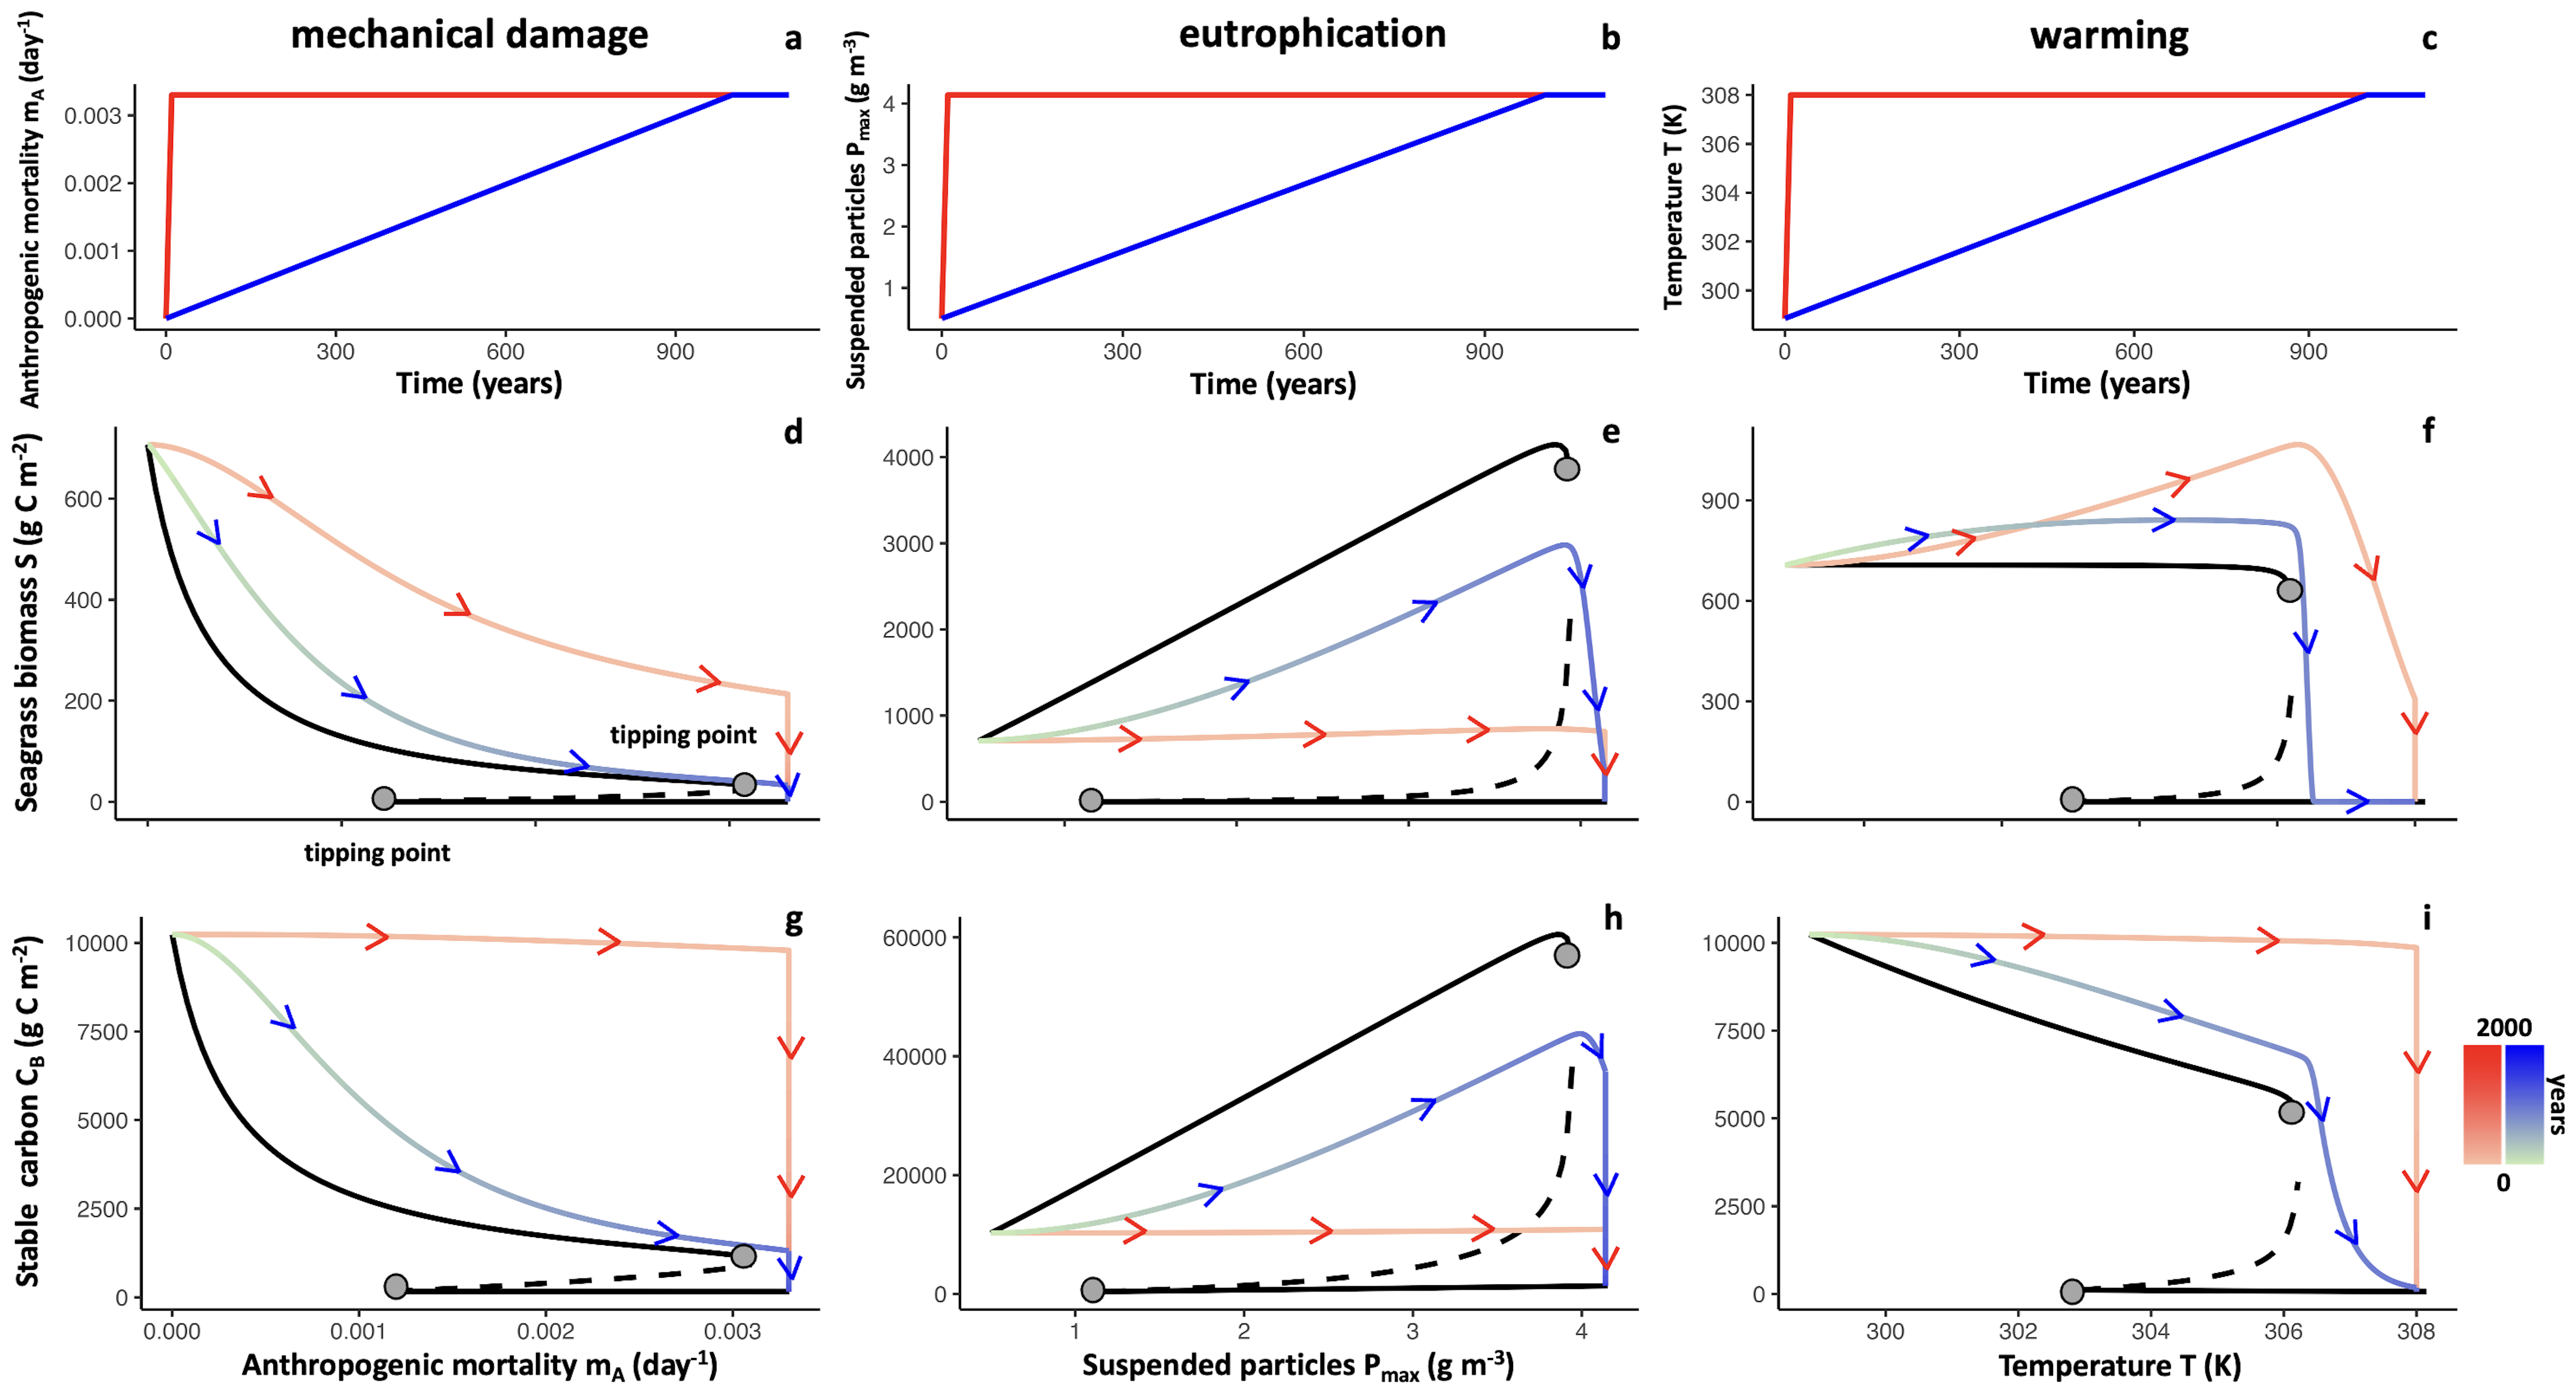 mechanical damage
a
eutrophication
b
warming
c
Anthropogenic mortality mA (day-1)
0.003
0.002
0.001
0.000
0
300
600
900
Time (years)
Suspended particles Pmax (g m-3)
4
3
2
1
0
300
600
900
Time (years)
Temperature T (K)
308
306
304
302
300
0
300
600
900
Time (years)
Seagrass biomass S (g C m-2)
600
400
200
0
d
tipping point
tipping point
4000
3000
2000
1000
0
e
900
600
300
0
f
Stable carbon CB (g C m-2)
10000
7500
5000
2500
0
g
0.000
0.001
0.002
0.003
Anthropogenic mortality mA (day-1)
60000
40000
20000
0
h
1
2
3
4
Suspended particles Pmax (g m-3)
10000
7500
5000
2500
0
i
300
302
304
306
308
Temperature T (K)
2000
years
0